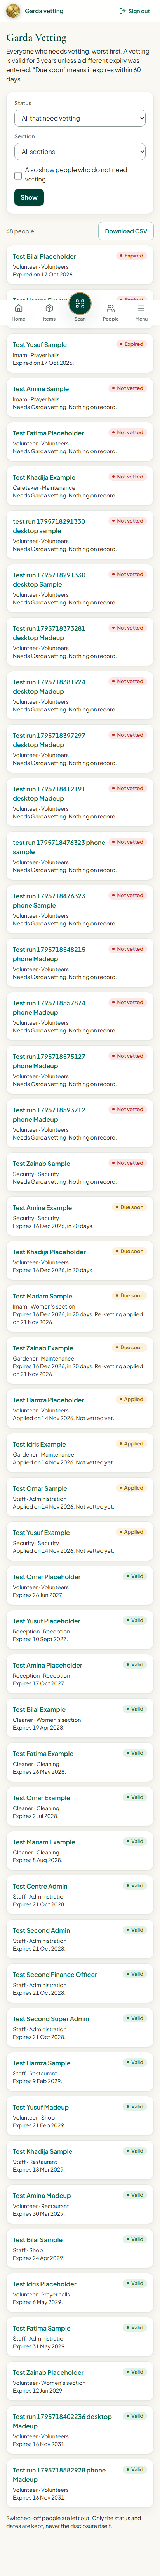 Garda vetting
Sign out
Garda Vetting
Everyone who needs vetting, worst first. A vetting
is valid for 3 years unless a different expiry was
entered. "Due soon" means it expires within 60
days.
Status
All that need vetting
Section
All sections
Also show people who do not need
vetting
Show
48 people
Download CSV
Test Bilal Placeholder
Expired
Volunteer · Volunteers
Expired on 17 Oct 2026.
Expired
Home
Items
Scan
People
Menu
Test Yusuf Sample
Expired
Imam · Prayer halls
Expired on 17 Oct 2026.
Test Amina Sample
Not vetted
Imam · Prayer halls
Needs Garda vetting. Nothing on record.
Test Fatima Placeholder
Not vetted
Volunteer · Volunteers
Needs Garda vetting. Nothing on record.
Test Khadija Example
Not vetted
Caretaker · Maintenance
Needs Garda vetting. Nothing on record.
test run 1795718291330
desktop sample
Not vetted
Volunteer · Volunteers
Needs Garda vetting. Nothing on record.
Test run 1795718291330
desktop Sample
Not vetted
Volunteer · Volunteers
Needs Garda vetting. Nothing on record.
Test run 1795718373281
desktop Madeup
Not vetted
Volunteer · Volunteers
Needs Garda vetting. Nothing on record.
Test run 1795718381924
desktop Madeup
Not vetted
Volunteer · Volunteers
Needs Garda vetting. Nothing on record.
Test run 1795718397297
desktop Madeup
Not vetted
Volunteer · Volunteers
Needs Garda vetting. Nothing on record.
Test run 1795718412191
desktop Madeup
Not vetted
Volunteer · Volunteers
Needs Garda vetting. Nothing on record.
test run 1795718476323 phone
sample
Not vetted
Volunteer · Volunteers
Needs Garda vetting. Nothing on record.
Test run 1795718476323
phone Sample
Not vetted
Volunteer · Volunteers
Needs Garda vetting. Nothing on record.
Test run 1795718548215
phone Madeup
Not vetted
Volunteer · Volunteers
Needs Garda vetting. Nothing on record.
Test run 1795718557874
phone Madeup
Not vetted
Volunteer · Volunteers
Needs Garda vetting. Nothing on record.
Test run 1795718575127
phone Madeup
Not vetted
Volunteer · Volunteers
Needs Garda vetting. Nothing on record.
Test run 1795718593712
phone Madeup
Not vetted
Volunteer · Volunteers
Needs Garda vetting. Nothing on record.
Test Zainab Sample
Not vetted
Security · Security
Needs Garda vetting. Nothing on record.
Test Amina Example
Due soon
Security · Security
Expires 16 Dec 2026, in 20 days.
Test Khadija Placeholder
Due soon
Volunteer · Volunteers
Expires 16 Dec 2026, in 20 days.
Test Mariam Sample
Due soon
Imam · Women's section
Expires 16 Dec 2026, in 20 days. Re-vetting applied
on 21 Nov 2026.
Test Zainab Example
Due soon
Gardener · Maintenance
Expires 16 Dec 2026, in 20 days. Re-vetting applied
on 21 Nov 2026.
Test Hamza Placeholder
Applied
Volunteer · Volunteers
Applied on 14 Nov 2026. Not vetted yet.
Test Idris Example
Applied
Gardener · Maintenance
Applied on 14 Nov 2026. Not vetted yet.
Test Omar Sample
Applied
Staff · Administration
Applied on 14 Nov 2026. Not vetted yet.
Test Yusuf Example
Applied
Security · Security
Applied on 14 Nov 2026. Not vetted yet.
Test Omar Placeholder
Valid
Volunteer · Volunteers
Expires 28 Jun 2027.
Test Yusuf Placeholder
Valid
Reception · Reception
Expires 10 Sept 2027.
Test Amina Placeholder
Valid
Reception · Reception
Expires 17 Oct 2027.
Test Bilal Example
Valid
Cleaner · Women's section
Expires 19 Apr 2028.
Test Fatima Example
Valid
Cleaner · Cleaning
Expires 26 May 2028.
Test Omar Example
Valid
Cleaner · Cleaning
Expires 2 Jul 2028.
Test Mariam Example
Valid
Cleaner · Cleaning
Expires 8 Aug 2028.
Test Centre Admin
Valid
Staff · Administration
Expires 21 Oct 2028.
Test Second Admin
Valid
Staff · Administration
Expires 21 Oct 2028.
Test Second Finance Officer
Valid
Staff · Administration
Expires 21 Oct 2028.
Test Second Super Admin
Valid
Staff · Administration
Expires 21 Oct 2028.
Test Hamza Sample
Valid
Staff · Restaurant
Expires 9 Feb 2029.
Test Yusuf Madeup
Valid
Volunteer · Shop
Expires 21 Feb 2029.
Test Khadija Sample
Valid
Staff · Restaurant
Expires 18 Mar 2029.
Test Amina Madeup
Valid
Volunteer · Restaurant
Expires 30 Mar 2029.
Test Bilal Sample
Valid
Staff · Shop
Expires 24 Apr 2029.
Test Idris Placeholder
Valid
Volunteer · Prayer halls
Expires 6 May 2029.
Test Fatima Sample
Valid
Staff · Administration
Expires 31 May 2029.
Test Zainab Placeholder
Valid
Volunteer · Women's section
Expires 12 Jun 2029.
Test run 1795718402236 desktop
Madeup
Valid
Volunteer · Volunteers
Expires 16 Nov 2031.
Test run 1795718582928 phone
Madeup
Valid
Volunteer · Volunteers
Expires 16 Nov 2031.
Switched-off people are left out. Only the status and
dates are kept, never the disclosure itself.